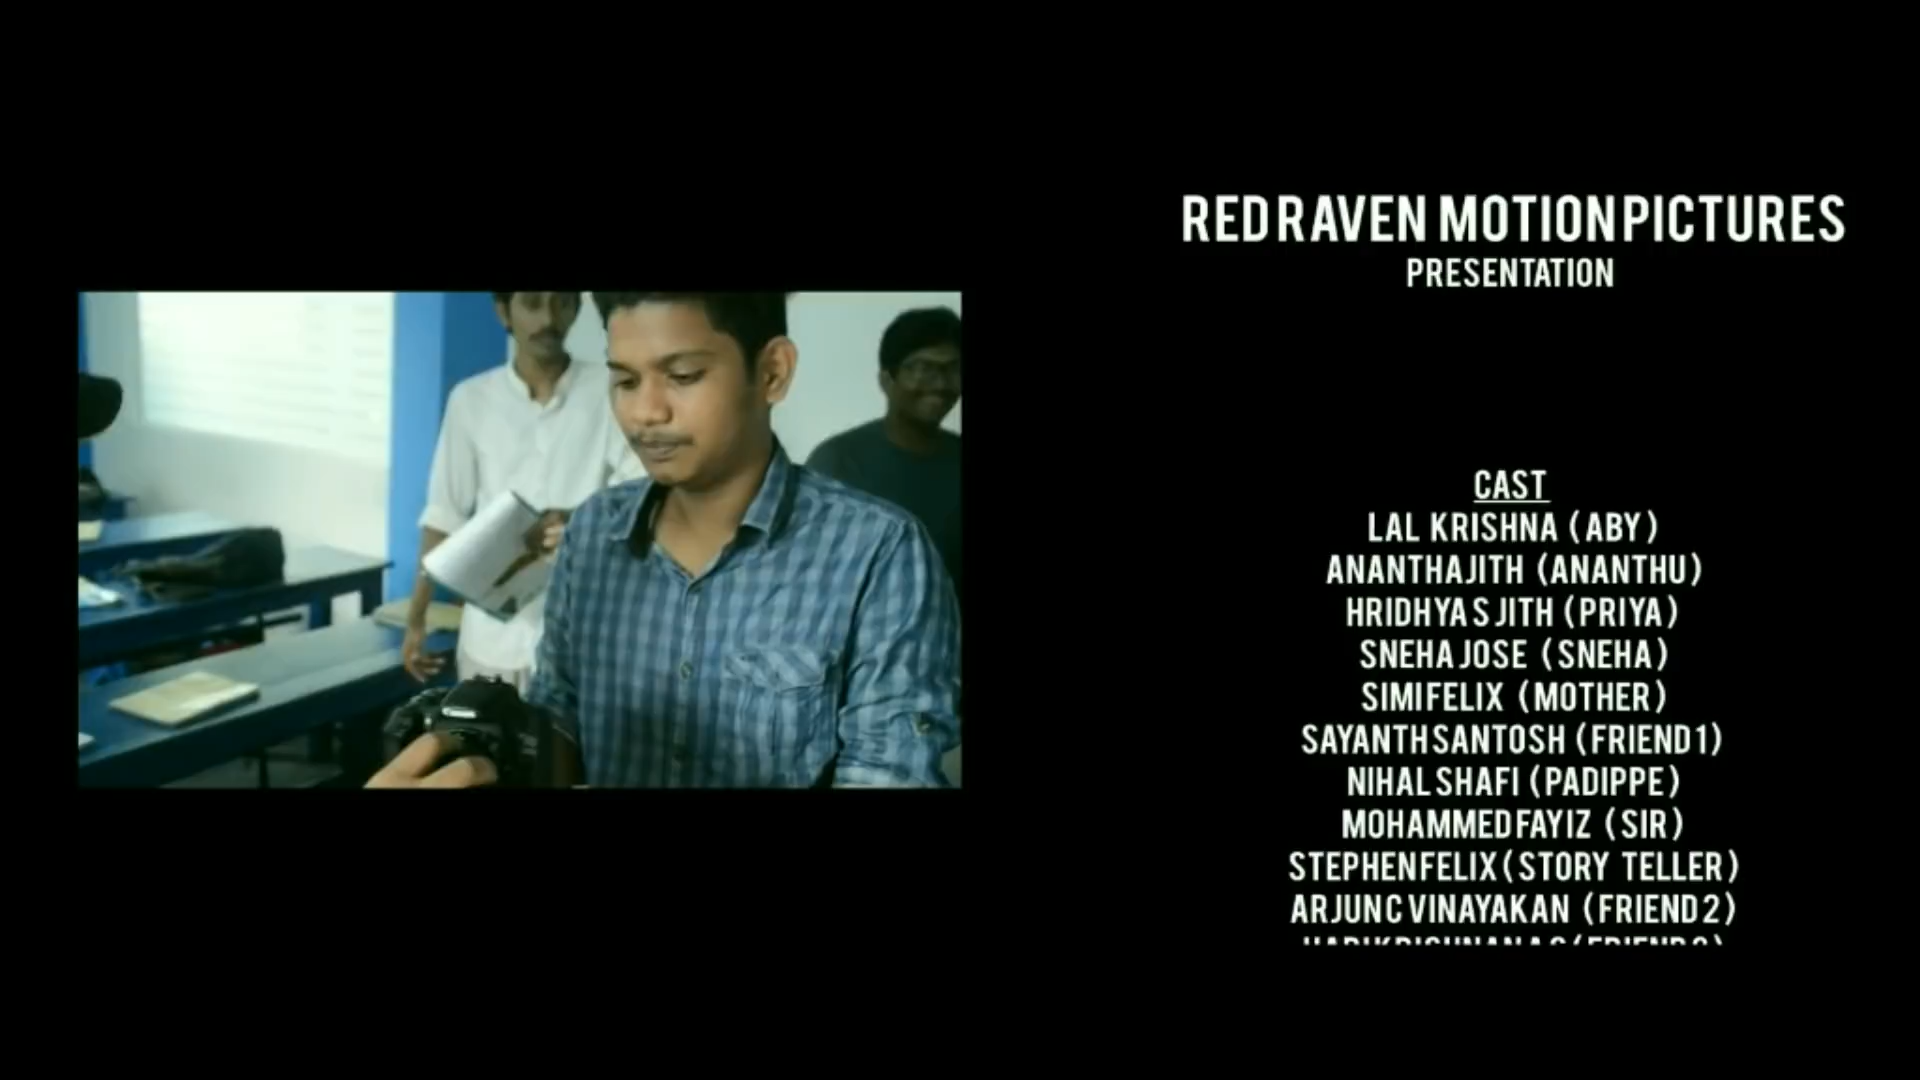 RED RAVEN MOTION PICTURES
PRESENTATION
CAST
LAL KRISHNA (ABY)
ANANTHAJITH (ANANTHU)
HRIDHYA S JITH (PRIYA)
SNEHA JOSE (SNEHA)
SIMI FELIX (MOTHER)
SAYANTH SANTOSH (FRIEND 1)
NIHAL SHAFI (PADIPPE)
MOHAMMED FAYIZ (SIR)
STEPHEN FELIX (STORY TELLER)
ARJUN C VINAYAKAN (FRIEND 2)